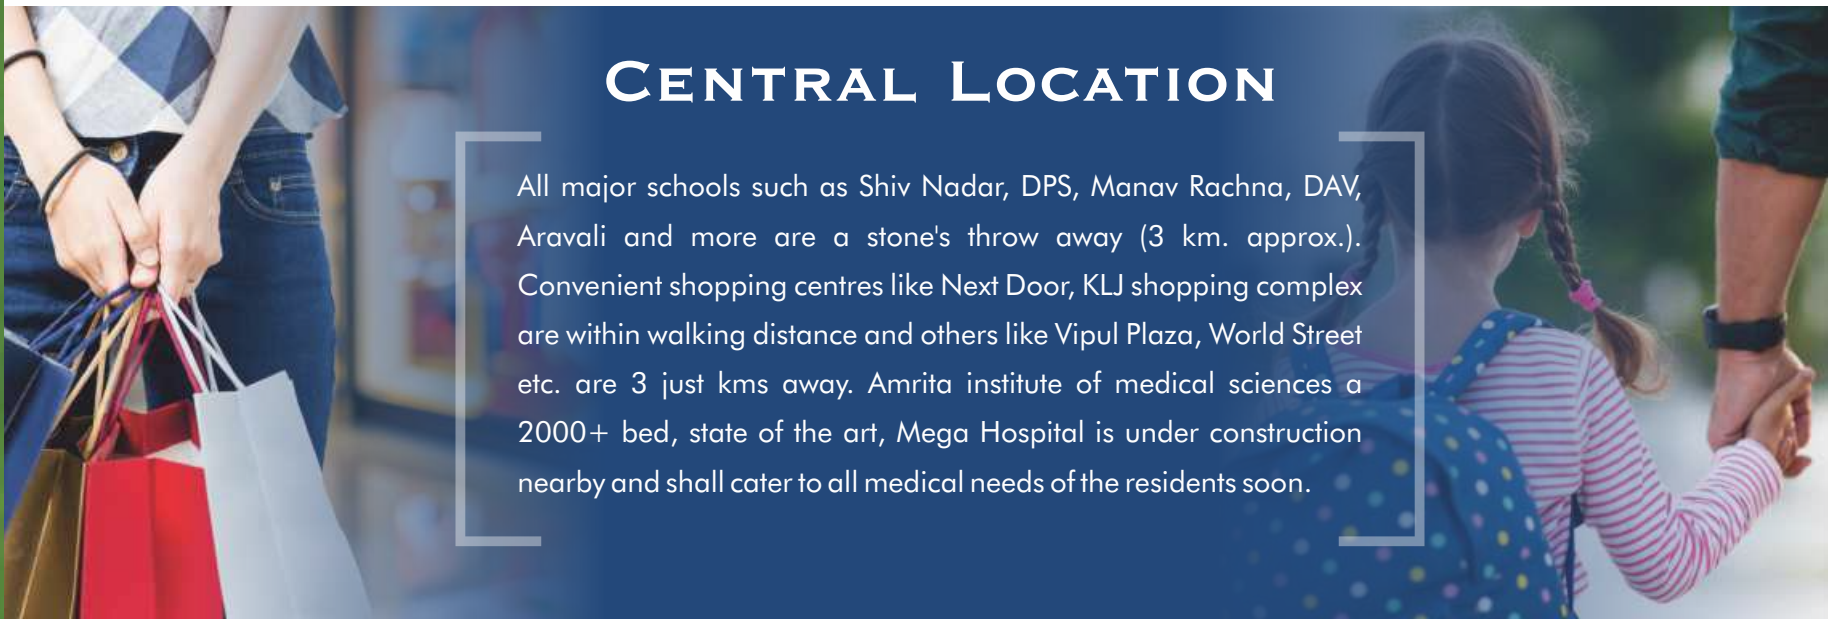 CENTRAL LOCATION
All major schools such as Shiv Nadar, DPS, Manav Rachna, DAV,
Aravali and more are a stone's throw away (3 km. approx.).
Convenient shopping centres like Next Door, KLJ shopping complex
are within walking distance and others like Vipul Plaza, World Street
etc. are 3 just kms away. Amrita institute of medical sciences a
2000+ bed, state of the art, Mega Hospital is under construction
nearby and shall cater to all medical needs of the residents soon.